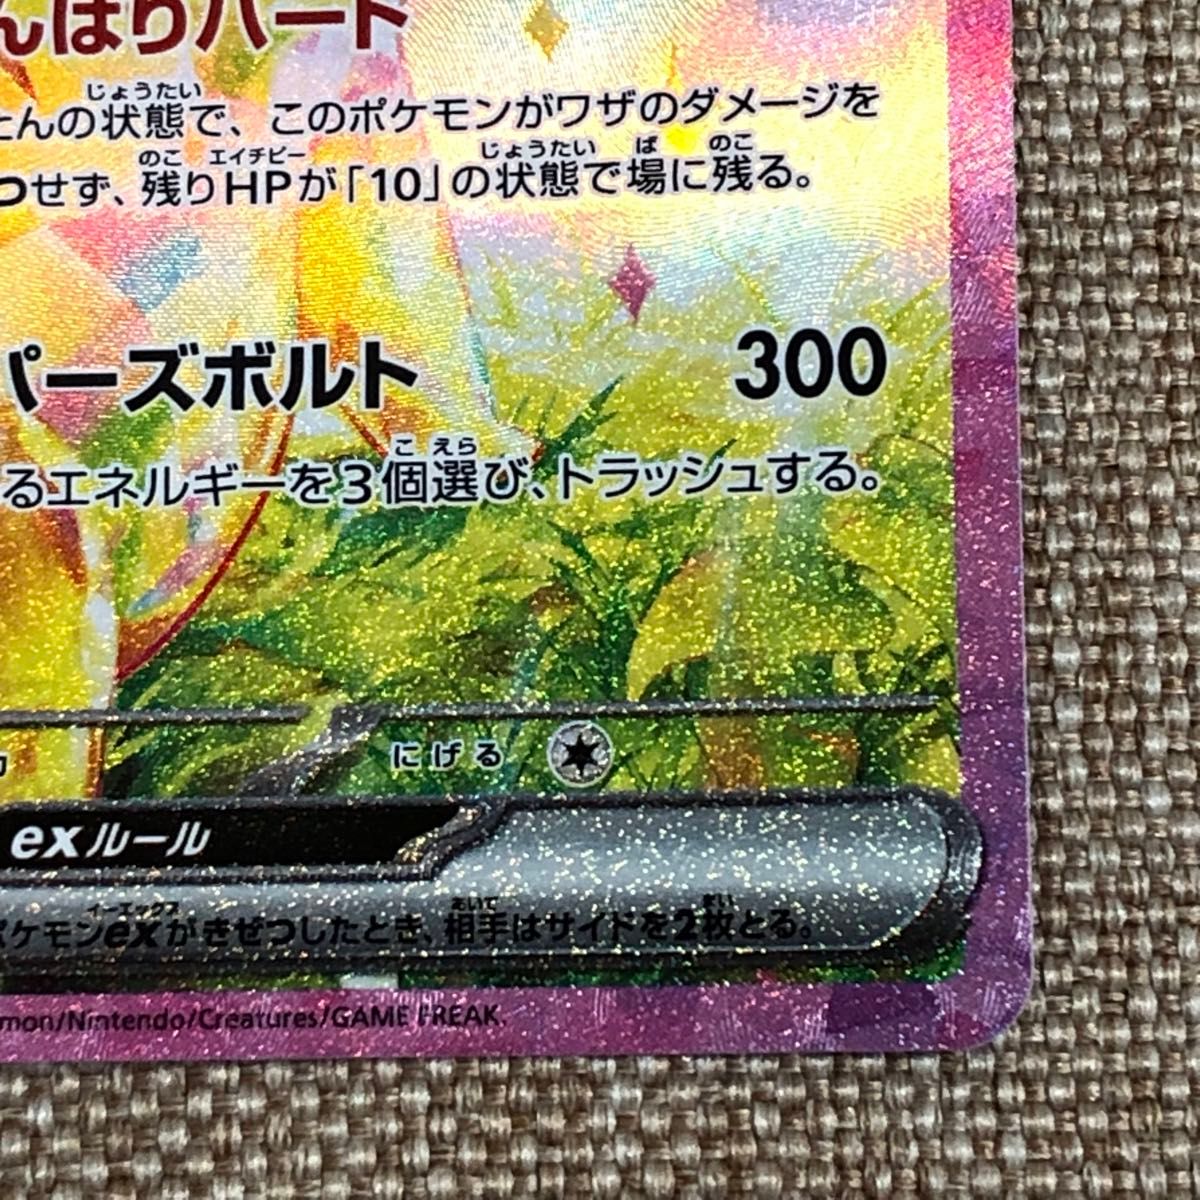 んばりハート
じょうたい
たんの状態で、このポケモンがワザのダメージを
のこ エイチピー じょうたい ば のこ
つせず、残りHPが「10」の状態で場に残る。
パーズボルト 300
こ えら
るエネルギーを3個選び、トラッシュする。
にげる
exルール
イーエックス あいて まい
ポケモンexがきぜつしたとき、相手はサイドを2枚とる。
mon/Nintendo/Creatures/GAME FREAK.